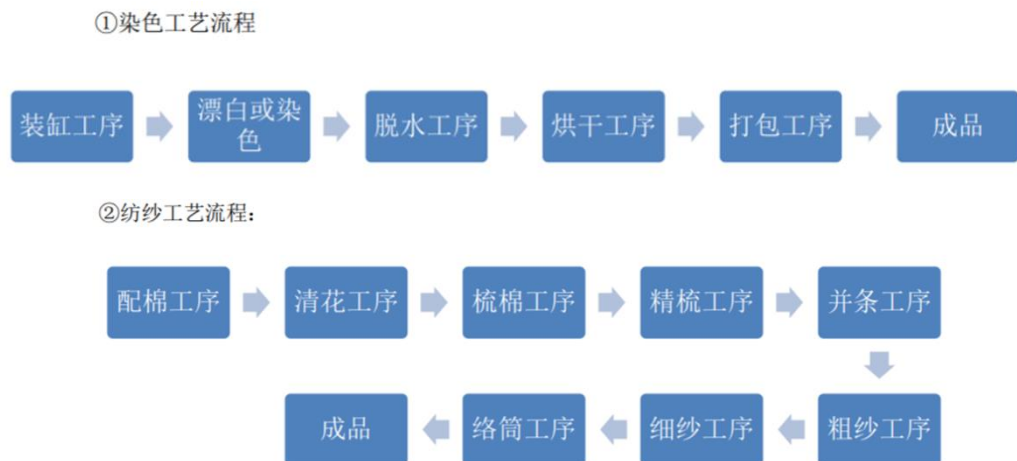 ①染色工艺流程
装缸工序
漂白或染
色
脱水工序
烘干工序
打包工序
成品
②纺纱工艺流程：
配棉工序
清花工序
梳棉工序
精梳工序
并条工序
粗纱工序
细纱工序
络筒工序
成品